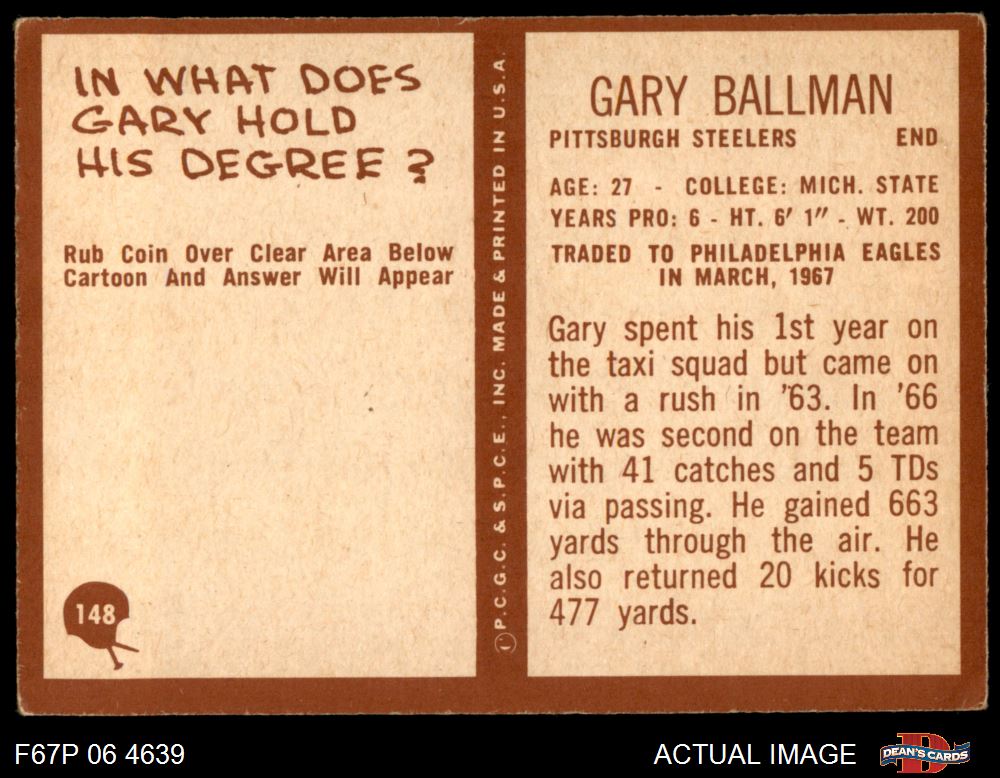 IN WHAT DOES
GARY HOLD
HIS DEGREE ?
Rub Coin Over Clear Area Below
Cartoon And Answer Will Appear
148
©P.C.G.C. & S.P.C.E., INC. MADE & PRINTED IN U.S.A.
GARY BALLMAN
PITTSBURGH STEELERS END
AGE: 27 - COLLEGE: MICH. STATE
YEARS PRO: 6 - HT. 6' 1" - WT. 200
TRADED TO PHILADELPHIA EAGLES
IN MARCH, 1967
Gary spent his 1st year on
the taxi squad but came on
with a rush in '63. In '66
he was second on the team
with 41 catches and 5 TDs
via passing. He gained 663
yards through the air. He
also returned 20 kicks for
477 yards.
F67P 06 4639
ACTUAL IMAGE
D
DEAN'S CARDS